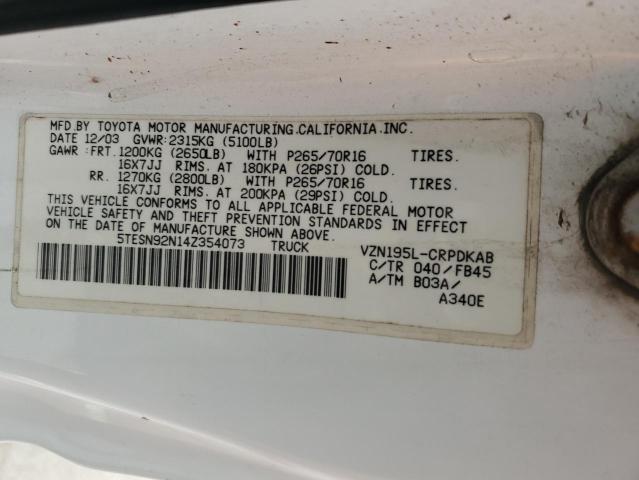 MFD.BY TOYOTA MOTOR MANUFACTURING.CALIFORNIA.INC.
DATE 12/03 GVWR:2315KG (5100LB)
GAWR : FRT. 1200KG (2650LB) WITH P265/70R16 TIRES.
16X7JJ RIMS. AT 180KPA (26PSI) COLD.
RR. 1270KG (2800LB) WITH P265/70R16 TIRES.
16X7JJ RIMS. AT 200KPA (29PSI) COLD.
THIS VEHICLE CONFORMS TO ALL APPLICABLE FEDERAL MOTOR
VEHICLE SAFETY AND THEFT PREVENTION STANDARDS IN EFFECT
ON THE DATE OF MANUFACTURE SHOWN ABOVE.
5TESN92N14Z354073 TRUCK VZN195L-CRPDKAB
C/TR 040/FB45
A/TM B03A/
A340E